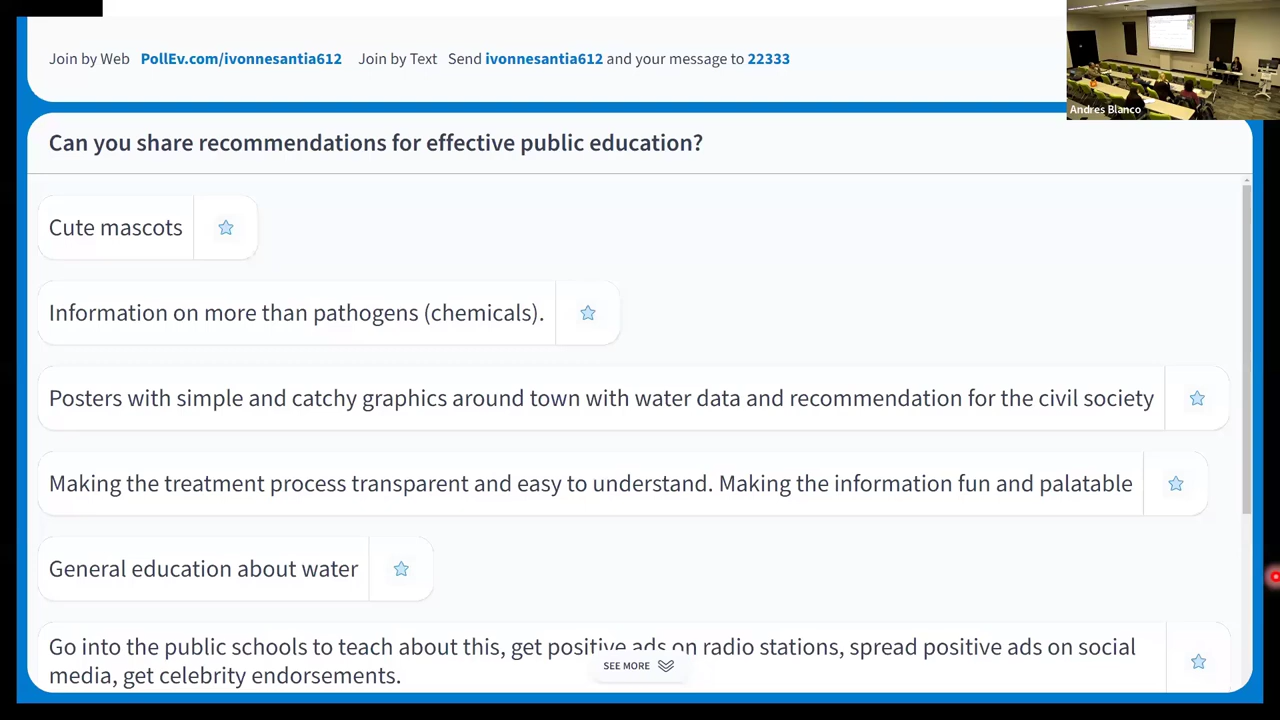 Join by Web PollEv.com/ivonnesantia612 Join by Text Send ivonnesantia612 and your message to 22333
Andres Blanco
Can you share recommendations for effective public education?
Cute mascots
Information on more than pathogens (chemicals).
Posters with simple and catchy graphics around town with water data and recommendation for the civil society
Making the treatment process transparent and easy to understand. Making the information fun and palatable
General education about water
Go into the public schools to teach about this, get positive ads on radio stations, spread positive ads on social
media, get celebrity endorsements.
SEE MORE